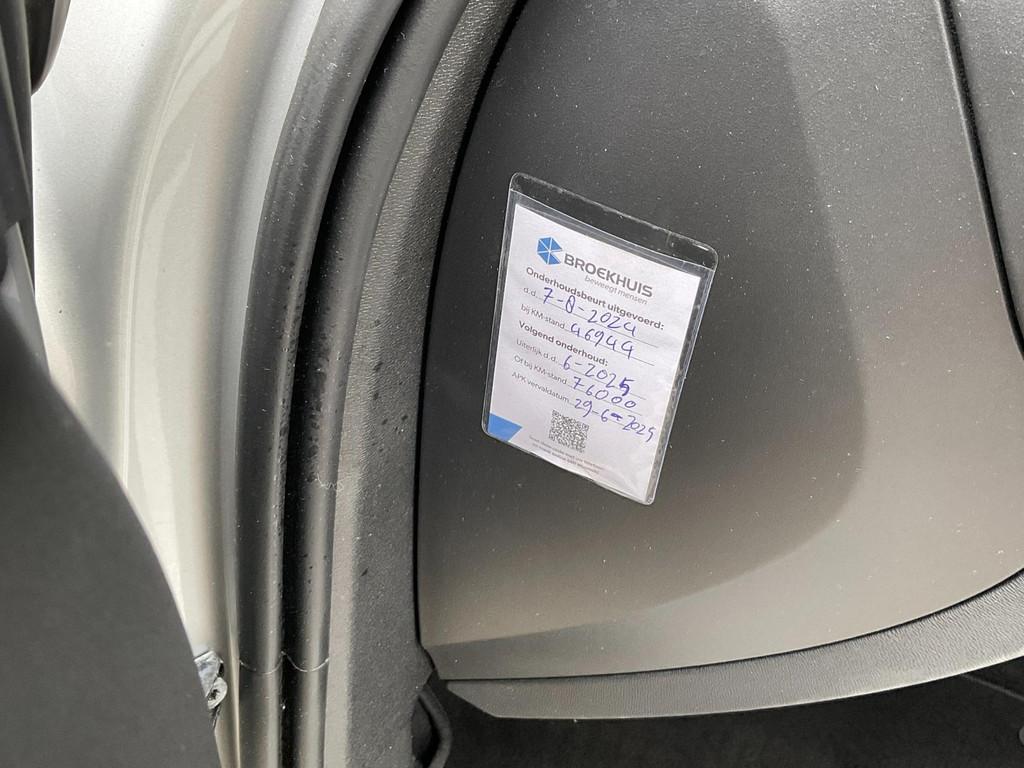 BROEKHUIS
beweegt mensen
Onderhoudsbeurt uitgevoerd:
d.d. 7-8-2024
bij KM-stand 46944
Volgend onderhoud:
Uiterlijk d.d. 6-2025
Of bij KM-stand 76000
APK vervaldatum 29-6-2025